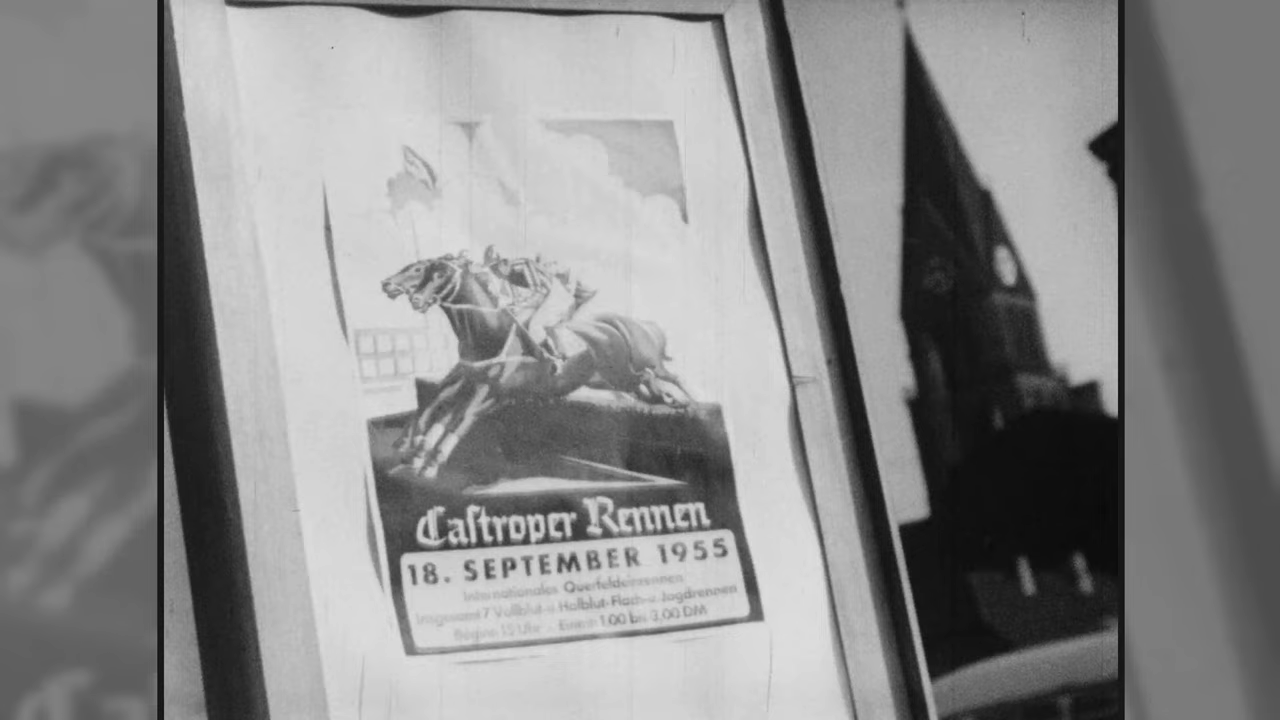 Caſtroper Rennen
18. SEPTEMBER 1955
Internationales Querfeldeinrennen
Insgesamt 7 Vollblut- u. Halblut- Flach- u. Jagdrennen
Beginn 15 Uhr - Eintritt 1.00 bis 3.00 DM